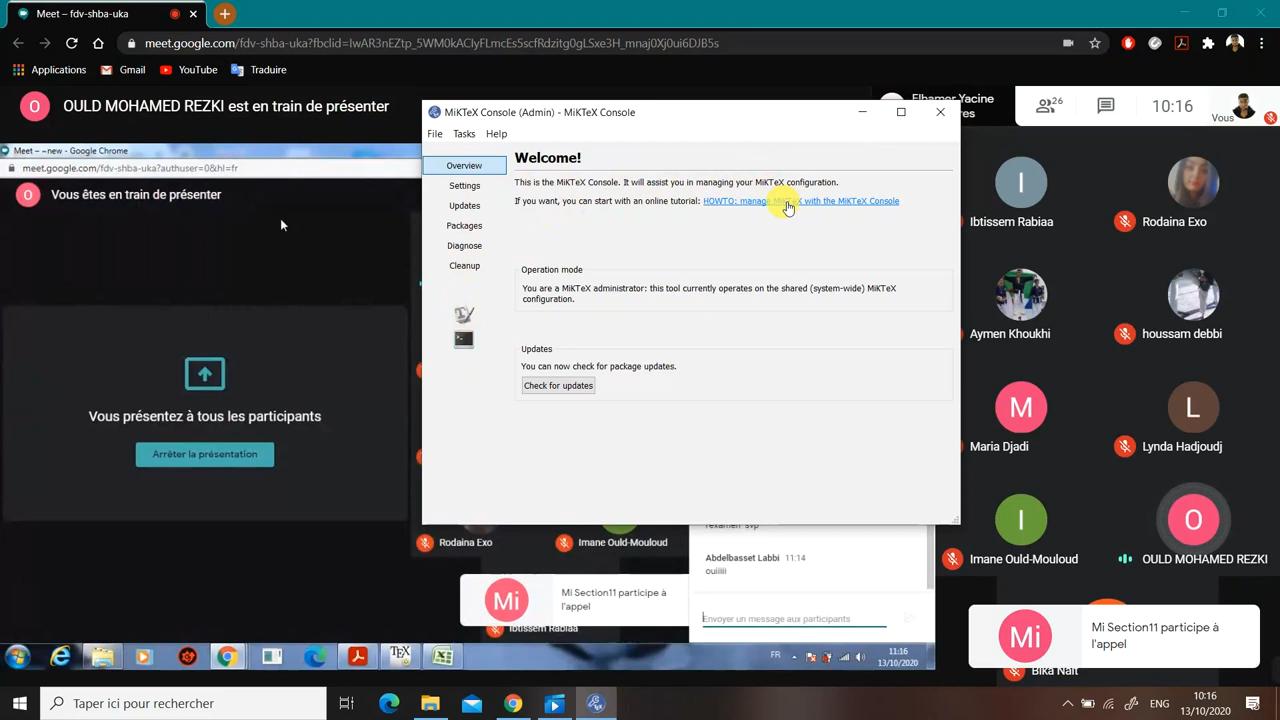 Meet – fdv-shba-uka
meet.google.com/fdv-shba-uka?fbclid=IwAR3nEZtp_5WM0kACIyFLmcEs5scfRdzitg0gLSxe3H_mnaj0Xj0ui6DJB5s
Applications
Gmail
YouTube
Traduire
OULD MOHAMED REZKI est en train de présenter
Elhamer Yacine
26
10:16
Vous
Meet – –new - Google Chrome
meet.google.com/fdv-shba-uka?authuser=0&hl=fr
Vous êtes en train de présenter
Vous présentez à tous les participants
Arrêter la présentation
MiKTeX Console (Admin) - MiKTeX Console
File Tasks Help
Overview
Settings
Updates
Packages
Diagnose
Cleanup
Welcome!
This is the MiKTeX Console. It will assist you in managing your MiKTeX configuration.
If you want, you can start with an online tutorial: HOWTO: manage MiKTeX with the MiKTeX Console
Operation mode
You are a MiKTeX administrator: this tool currently operates on the shared (system-wide) MiKTeX
configuration.
Updates
You can now check for package updates.
Check for updates
Ibtissem Rabiaa
Rodaina Exo
Aymen Khoukhi
houssam debbi
M
Maria Djadi
L
Lynda Hadjoudj
I
Imane Ould-Mouloud
O
OULD MOHAMED REZKI
Rodaina Exo
Imane Ould-Mouloud
l'examen svp
Abdelbasset Labbi 11:14
ouiiiii
Envoyer un message aux participants
Mi
Mi Section11 participe à
l'appel
Ibtissem Rabiaa
Mi
Mi Section11 participe à
l'appel
Bika Nait
FR
11:16
13/10/2020
Taper ici pour rechercher
ENG
10:16
13/10/2020